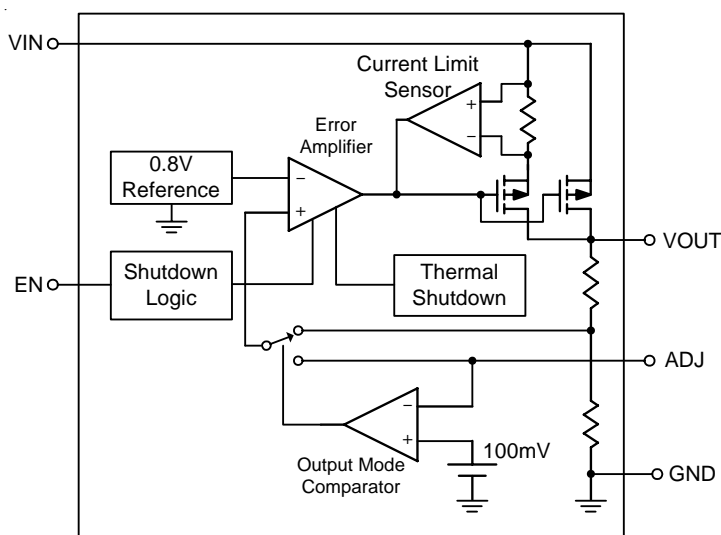 VIN
Current Limit
Sensor
+
−
Error
Amplifier
0.8V
Reference
−
+
VOUT
EN
Shutdown
Logic
Thermal
Shutdown
ADJ
−
+
100mV
Output Mode
Comparator
GND